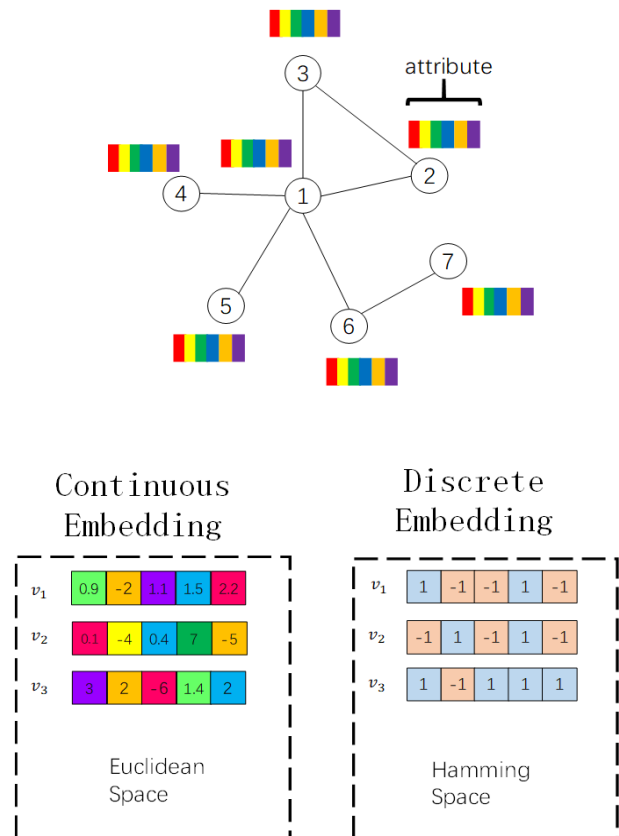 3
attribute
2
4
1
7
5
6
Continuous
Embedding
v₁ 0.9 -2 1.1 1.5 2.2
v₂ 0.1 -4 0.4 7 -5
v₃ 3 2 -6 1.4 2
Euclidean
Space
Discrete
Embedding
v₁ 1 -1 -1 1 -1
v₂ -1 1 -1 1 -1
v₃ 1 -1 1 1 1
Hamming
Space